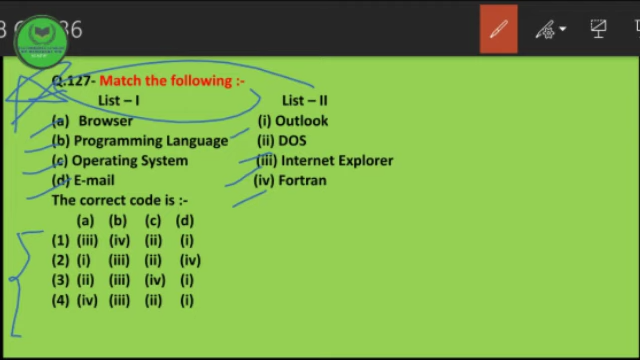 36
Q.127- Match the following :-
List – I List – II
(a) Browser (i) Outlook
(b) Programming Language (ii) DOS
(c) Operating System (iii) Internet Explorer
(d) E-mail (iv) Fortran
The correct code is :-
(a) (b) (c) (d)
(1) (iii) (iv) (ii) (i)
(2) (i) (iii) (ii) (iv)
(3) (ii) (iii) (iv) (i)
(4) (iv) (iii) (ii) (i)